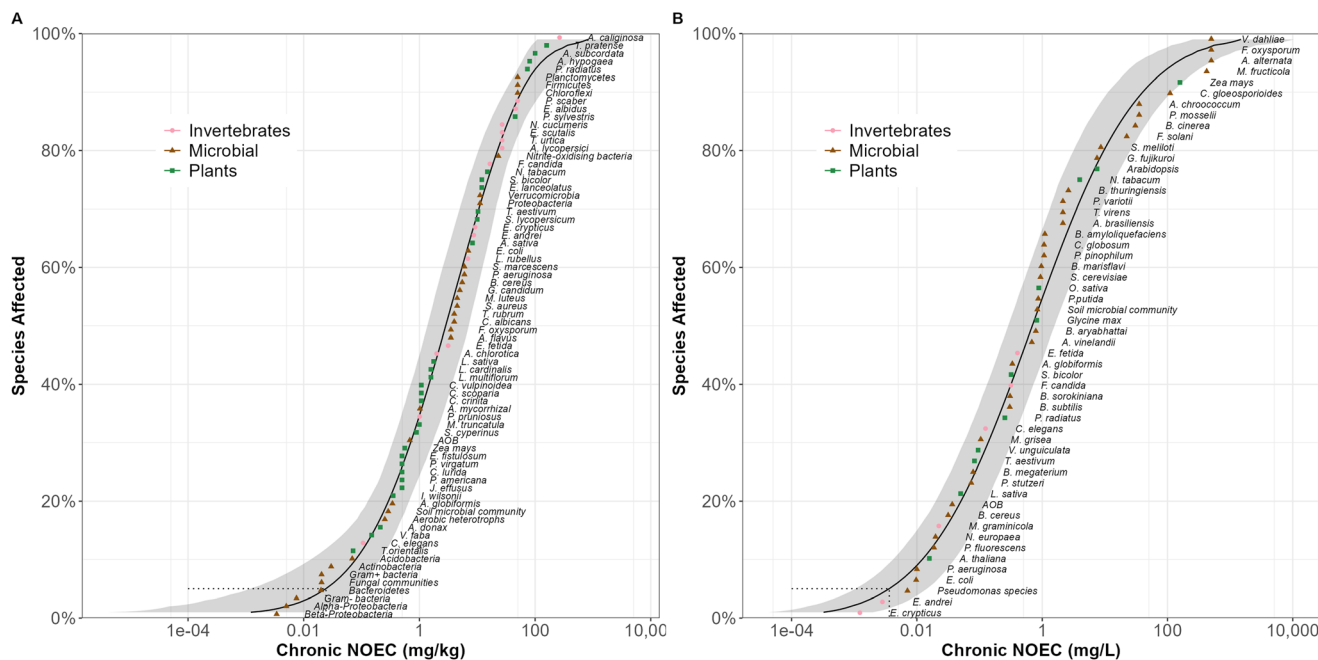 A
100%
80%
60%
40%
20%
0%
Species Affected
Invertebrates
Microbial
Plants
A. caliginosa
T. pratense
A. subcordata
A. hypogaea
P. radiatus
Planctomycetes
Firmicutes
Chloroflexi
P. scaber
E. albidus
P. sylvestris
N. cucumeris
E. scutalis
T. urtica
A. lycopersici
Nitrite-oxidising bacteria
F. candida
N. tabacum
S. bicolor
E. lanceolatus
Verrucomicrobia
Proteobacteria
T. aestivum
S. lycopersicum
E. crypticus
E. andrei
A. sativa
E. coli
L. rubellus
S. marcescens
P. aeruginosa
B. cereus
G. candidum
M. luteus
S. aureus
T. rubrum
C. albicans
F. oxysporum
A. flavus
E. fetida
A. chlorotica
L. sativa
L. cardinalis
L. multiflorum
C. vulpinoidea
C. scoparia
C. crinita
A. mycorrhizal
P. pruniosus
M. truncatula
S. cyperinus
AOB
Zea mays
E. fistulosum
P. virgatum
C. lurida
P. americana
J. effusus
I. wilsonii
A. globiformis
Soil microbial community
Aerobic heterotrophs
A. donax
V. faba
C. elegans
T.orientalis
Acidobacteria
Actinobacteria
Gram+ bacteria
Fungal communities
Bacteroidetes
Gram- bacteria
Alpha-Proteobacteria
Beta-Proteobacteria
1e-04 0.01 1 100 10,00
Chronic NOEC (mg/kg)
B
100%
80%
60%
40%
20%
0%
Species Affected
Invertebrates
Microbial
Plants
V. dahliae
F. oxysporum
A. alternata
M. fructicola
Zea mays
C. gloeosporioides
A. chroococcum
P. mosselii
B. cinerea
F. solani
S. meliloti
G. fujikuroi
Arabidopsis
N. tabacum
B. thuringiensis
P. variotii
T. virens
A. brasiliensis
B. amyloliquefaciens
C. globosum
P. pinophilum
B. marisflavi
S. cerevisiae
O. sativa
P.putida
Soil microbial community
Glycine max
B. aryabhattai
A. vinelandii
E. fetida
A. globiformis
S. bicolor
F. candida
B. sorokiniana
B. subtilis
P. radiatus
C. elegans
M. grisea
V. unguiculata
T. aestivum
B. megaterium
P. stutzeri
L. sativa
AOB
B. cereus
M. graminicola
N. europaea
P. fluorescens
A. thaliana
P. aeruginosa
E. coli
Pseudomonas species
E. andrei
E. crypticus
1e-04 0.01 1 100 10,000
Chronic NOEC (mg/L)